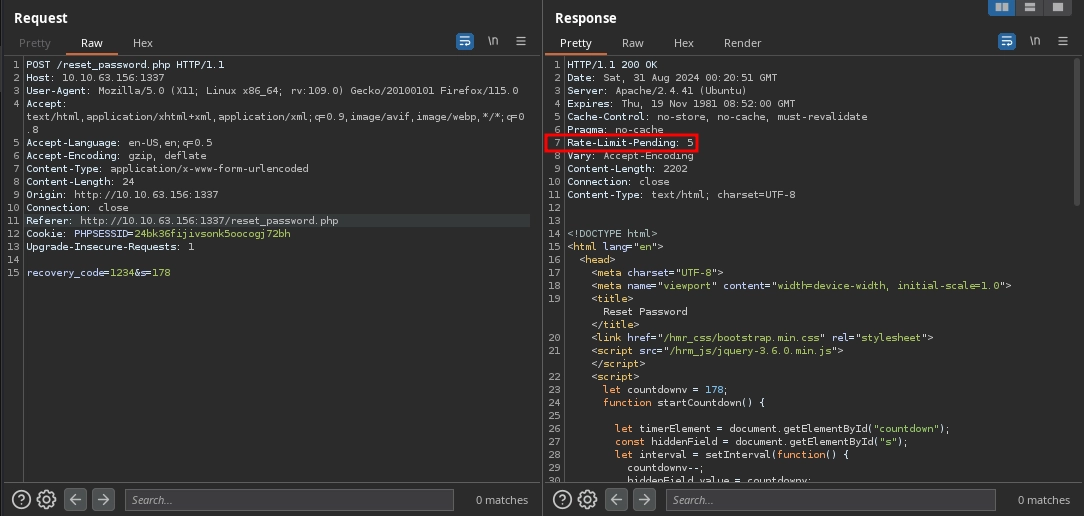 Request
Pretty Raw Hex
\n
1 POST /reset_password.php HTTP/1.1
2 Host: 10.10.63.156:1337
3 User-Agent: Mozilla/5.0 (X11; Linux x86_64; rv:109.0) Gecko/20100101 Firefox/115.0
4 Accept:
text/html,application/xhtml+xml,application/xml;q=0.9,image/avif,image/webp,*/*;q=0
.8
5 Accept-Language: en-US,en;q=0.5
6 Accept-Encoding: gzip, deflate
7 Content-Type: application/x-www-form-urlencoded
8 Content-Length: 24
9 Origin: http://10.10.63.156:1337
10 Connection: close
11 Referer: http://10.10.63.156:1337/reset_password.php
12 Cookie: PHPSESSID=24bk36fijivsonk5oocogj72bh
13 Upgrade-Insecure-Requests: 1
14
15 recovery_code=1234&s=178
Search...
0 matches
Response
Pretty Raw Hex Render
\n
1 HTTP/1.1 200 OK
2 Date: Sat, 31 Aug 2024 00:20:51 GMT
3 Server: Apache/2.4.41 (Ubuntu)
4 Expires: Thu, 19 Nov 1981 08:52:00 GMT
5 Cache-Control: no-store, no-cache, must-revalidate
6 Pragma: no-cache
7 Rate-Limit-Pending: 5
8 Vary: Accept-Encoding
9 Content-Length: 2202
10 Connection: close
11 Content-Type: text/html; charset=UTF-8
12
13
14 <!DOCTYPE html>
15 <html lang="en">
16 <head>
17 <meta charset="UTF-8">
18 <meta name="viewport" content="width=device-width, initial-scale=1.0">
19 <title>
Reset Password
</title>
20 <link href="/hmr_css/bootstrap.min.css" rel="stylesheet">
21 <script src="/hrm_js/jquery-3.6.0.min.js">
</script>
22 <script>
23 let countdownv = 178;
24 function startCountdown() {
25
26 let timerElement = document.getElementById("countdown");
27 const hiddenField = document.getElementById("s");
28 let interval = setInterval(function() {
29 countdownv--;
30 hiddenField.value = countdownv;
Search...
0 matches